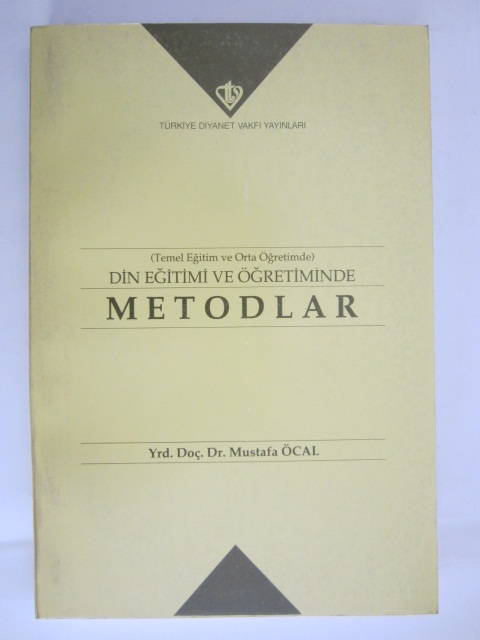 TÜRKİYE DİYANET VAKFI YAYINLARI
(Temel Eğitim ve Orta Öğretimde)
DİN EĞİTİMİ VE ÖĞRETİMİNDE
METODLAR
Yrd. Doç. Dr. Mustafa ÖCAL